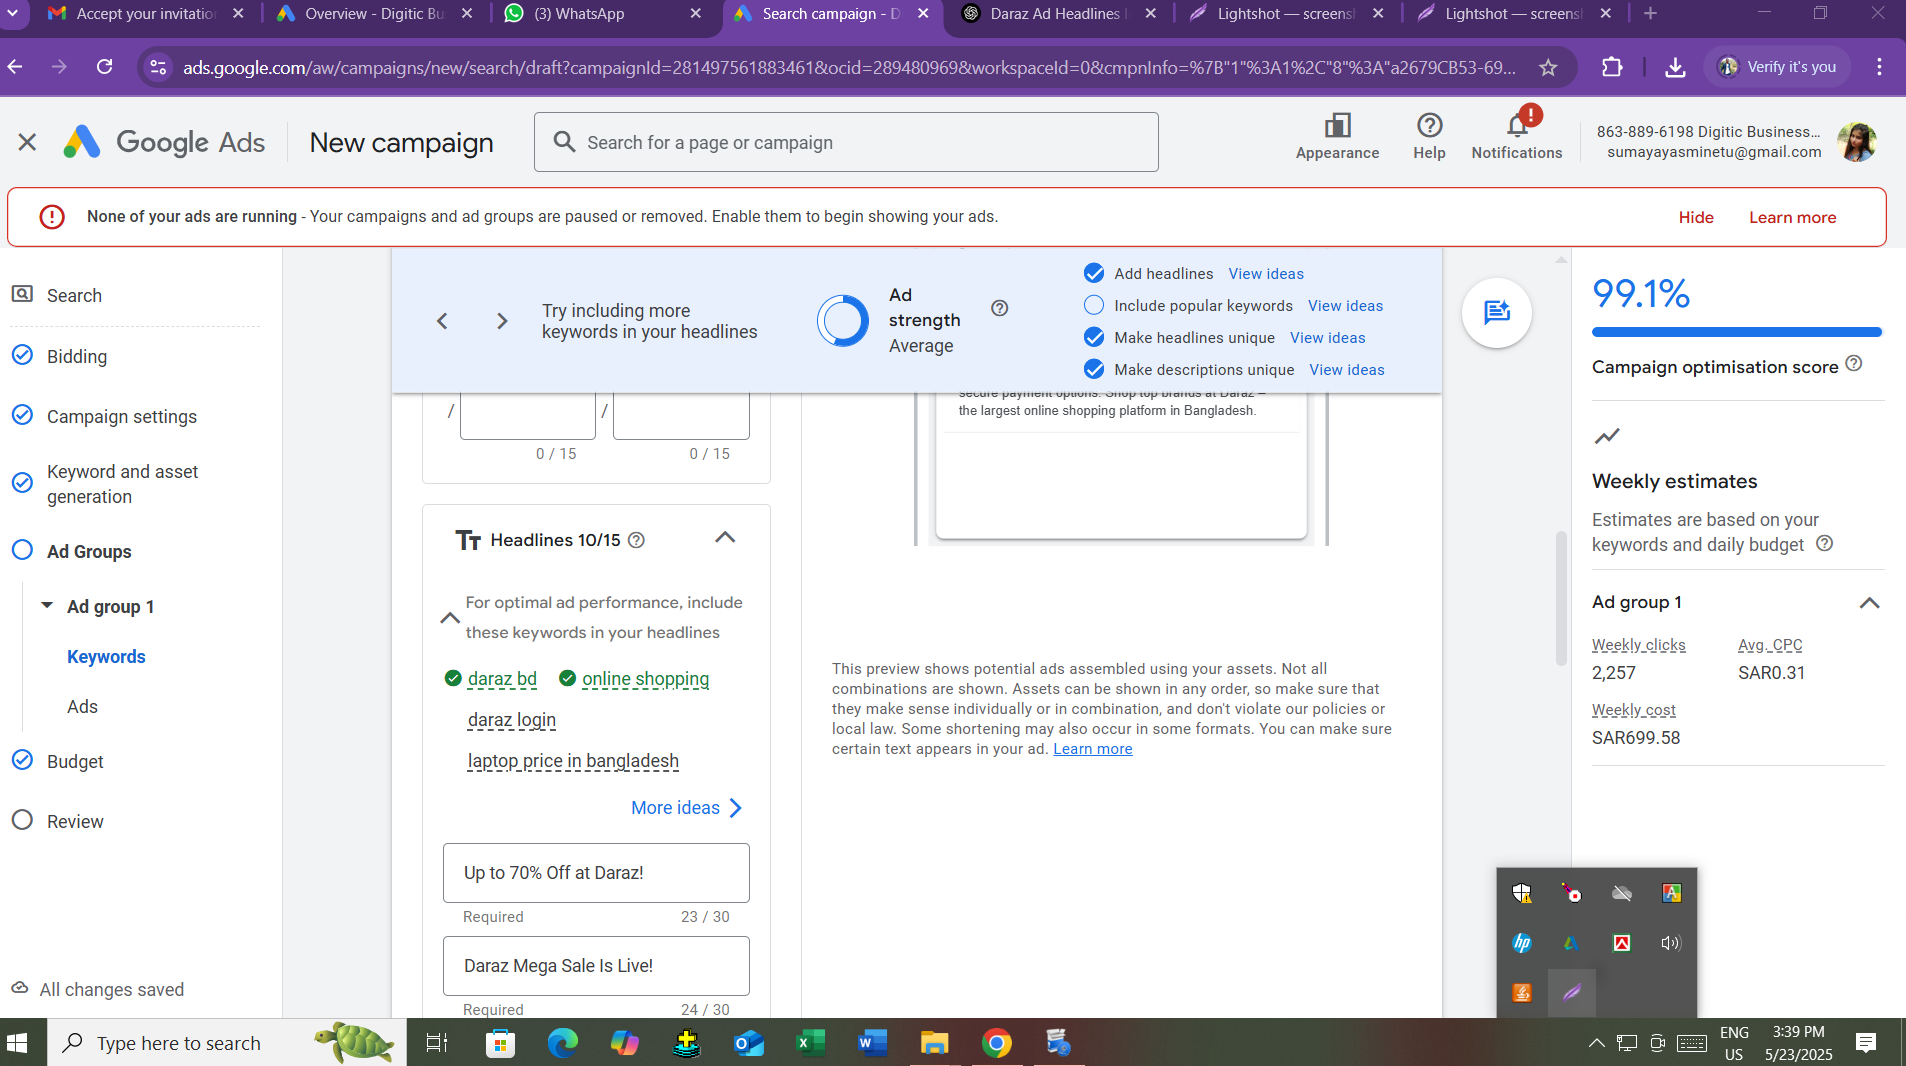 Accept your invitation
Overview - Digitic Bu
(3) WhatsApp
Search campaign - D
Daraz Ad Headlines
Lightshot — screens
Lightshot — screens
ads.google.com/aw/campaigns/new/search/draft?campaignId=281497561883461&ocid=289480969&workspaceId=0&cmpnInfo=%7B"1"%3A1%2C"8"%3A"a2679CB53-69...
Verify it's you
Google Ads
New campaign
Search for a page or campaign
Appearance
Help
Notifications
863-889-6198 Digitic Business...
sumayayasminetu@gmail.com
None of your ads are running - Your campaigns and ad groups are paused or removed. Enable them to begin showing your ads.
Hide
Learn more
Search
Bidding
Campaign settings
Keyword and asset
generation
Ad Groups
Ad group 1
Keywords
Ads
Budget
Review
All changes saved
Try including more
keywords in your headlines
Ad
strength
Average
Add headlines View ideas
Include popular keywords View ideas
Make headlines unique View ideas
Make descriptions unique View ideas
/
/
0 / 15
0 / 15
Headlines 10/15
For optimal ad performance, include
these keywords in your headlines
daraz bd
online shopping
daraz login
laptop price in bangladesh
More ideas
Up to 70% Off at Daraz!
Required
23 / 30
Daraz Mega Sale Is Live!
Required
24 / 30
secure payment options. Shop top brands at Daraz –
the largest online shopping platform in Bangladesh.
This preview shows potential ads assembled using your assets. Not all
combinations are shown. Assets can be shown in any order, so make sure that
they make sense individually or in combination, and don't violate our policies or
local law. Some shortening may also occur in some formats. You can make sure
certain text appears in your ad. Learn more
99.1%
Campaign optimisation score
Weekly estimates
Estimates are based on your
keywords and daily budget
Ad group 1
Weekly clicks
Avg. CPC
2,257
SAR0.31
Weekly cost
SAR699.58
Type here to search
ENG
US
3:39 PM
5/23/2025